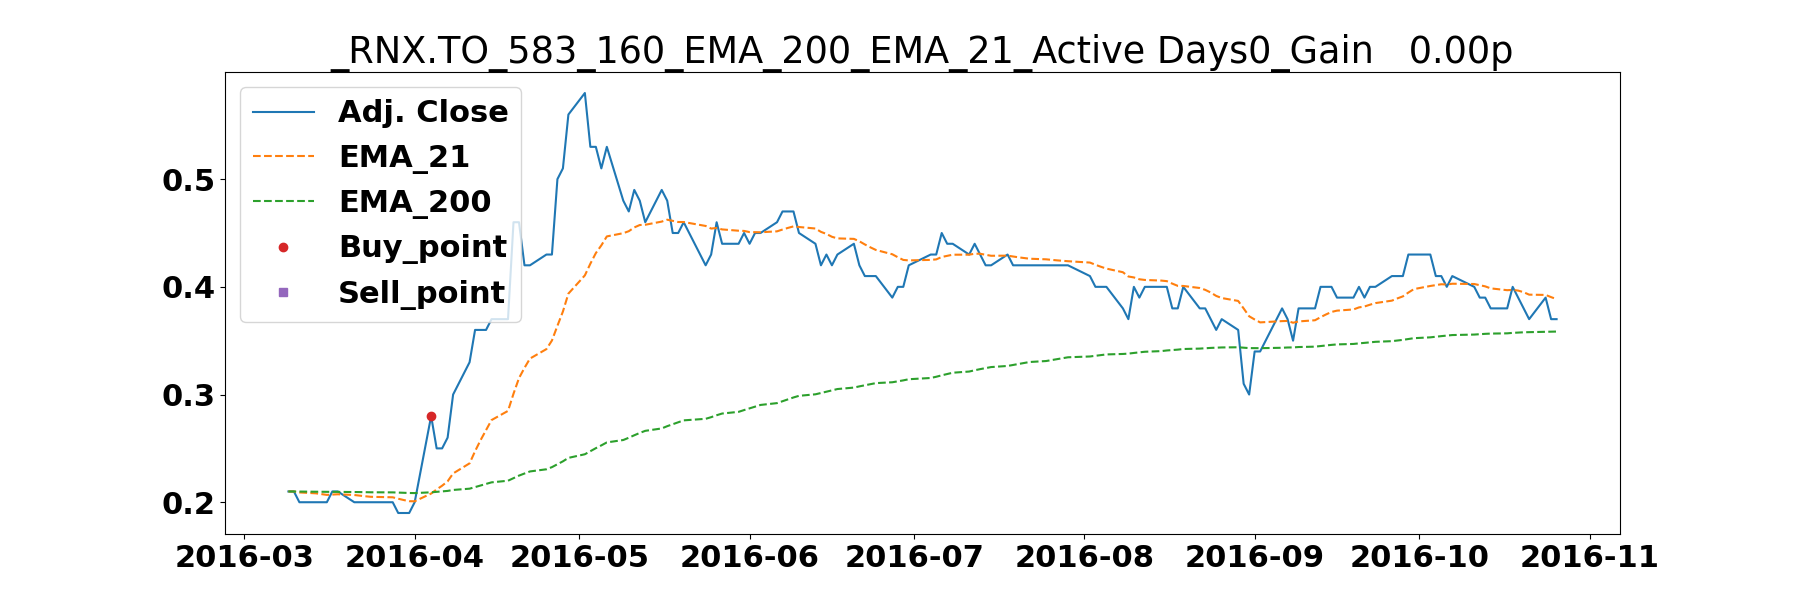 _RNX.TO_583_160_EMA_200_EMA_21_Active Days0_Gain   0.00p
Adj. Close
EMA_21
EMA_200
Buy_point
Sell_point
0.5
0.4
0.3
0.2
2016-03 2016-04 2016-05 2016-06 2016-07 2016-08 2016-09 2016-10 2016-11